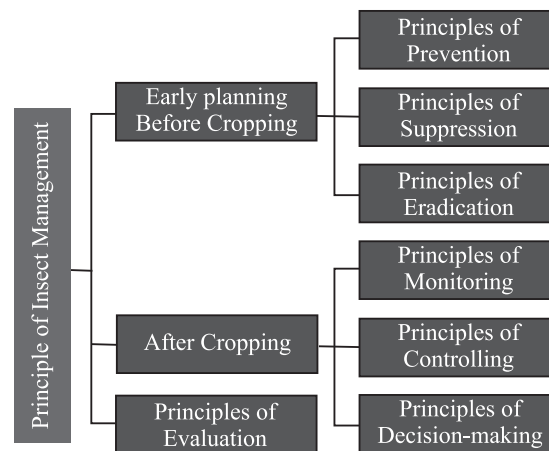 Principle of Insect Management
Early planning
Before Cropping
Principles of
Prevention
Principles of
Suppression
Principles of
Eradication
After Cropping
Principles of
Monitoring
Principles of
Controlling
Principles of
Decision-making
Principles of
Evaluation